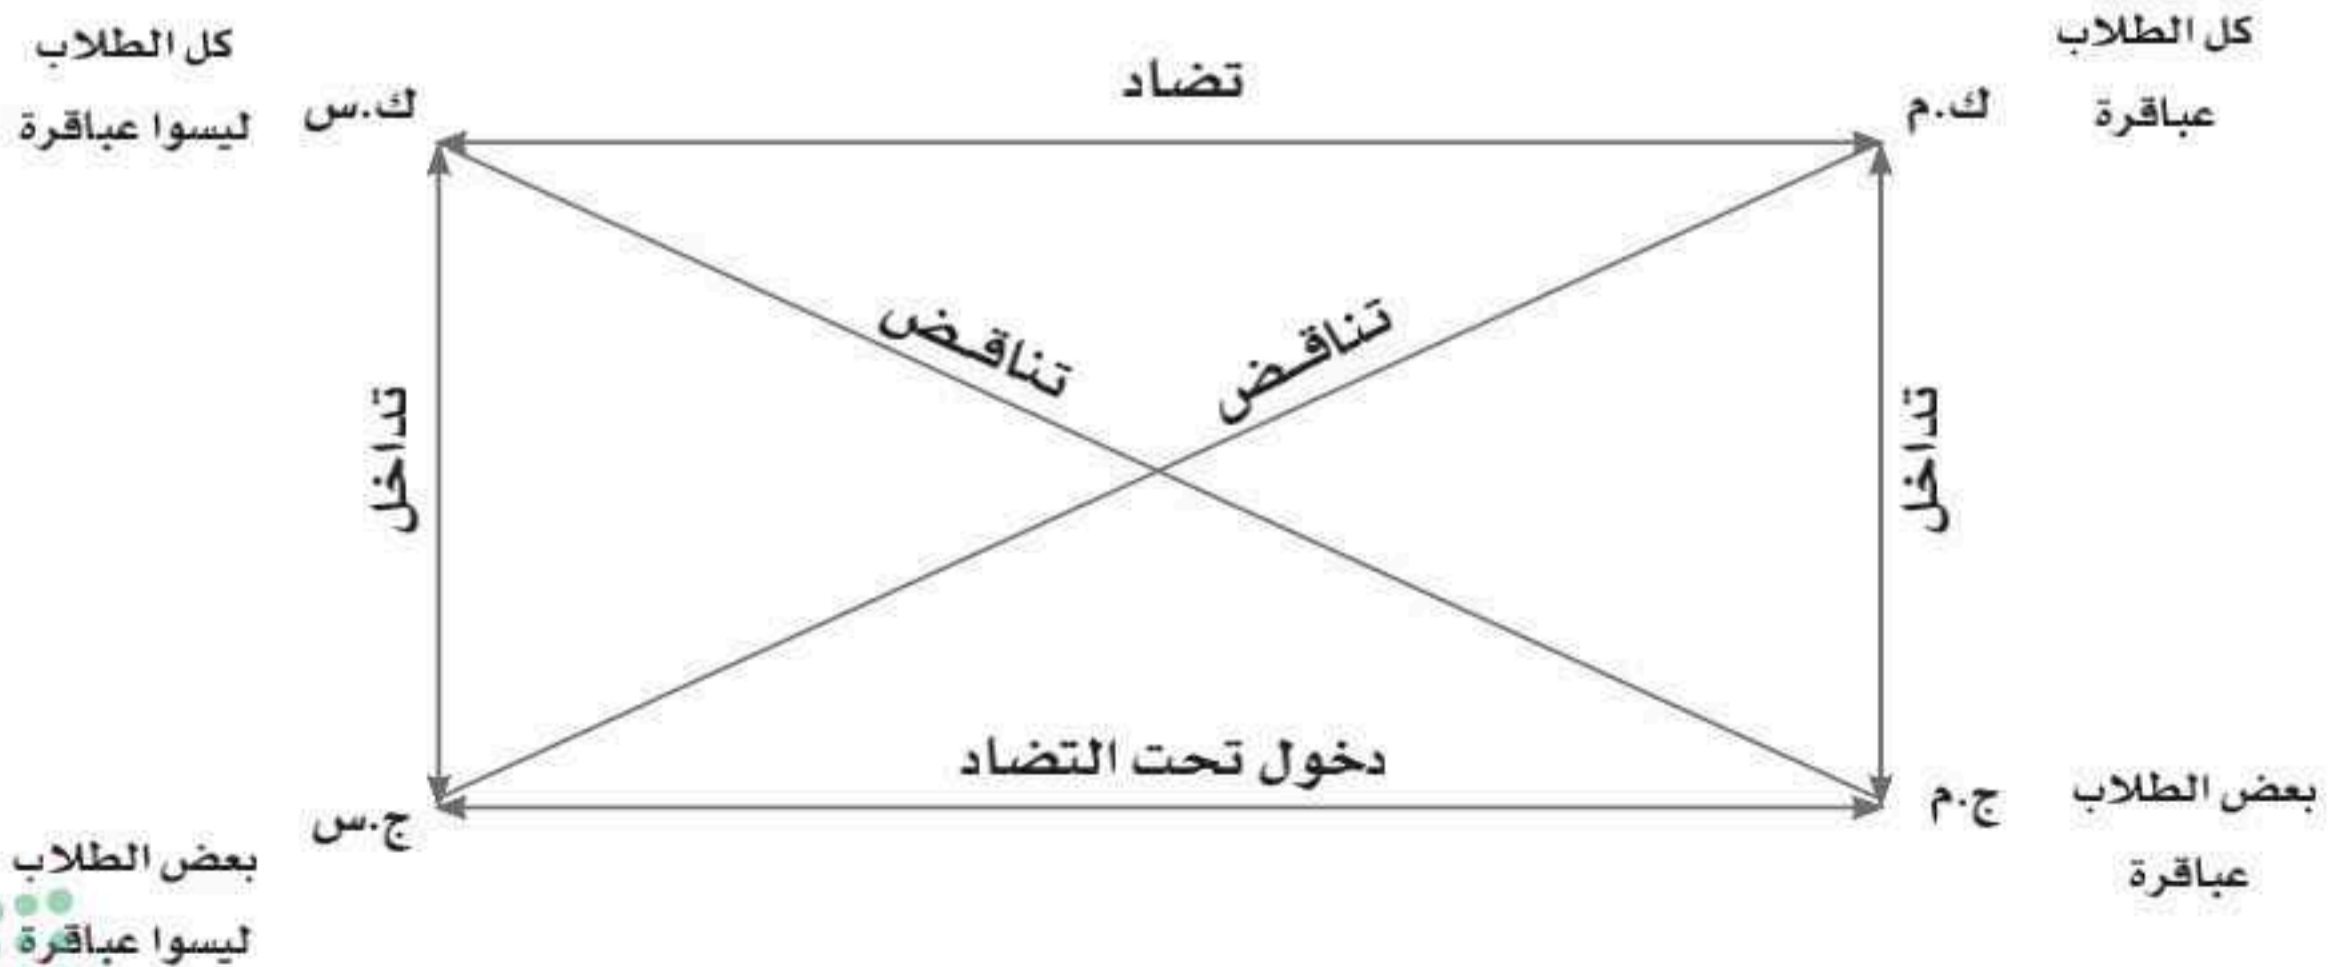 كل الطلاب
عباقرة
ك.م
تضاد
ك.س
كل الطلاب
ليسوا عباقرة
تناقض
تناقض
تداخل
تداخل
دخول تحت التضاد
ج.م
بعض الطلاب
عباقرة
ج.س
بعض الطلاب
ليسوا عباقرة